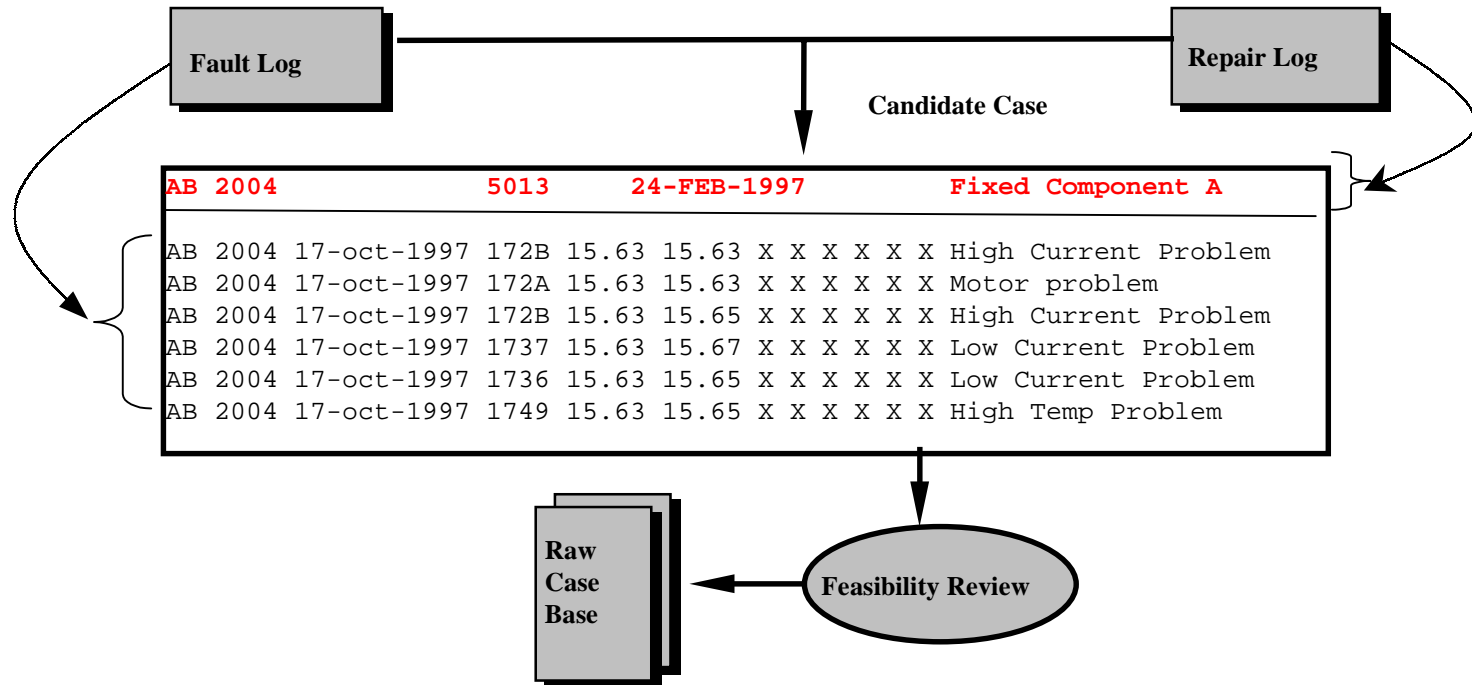 Fault Log
Repair Log
Candidate Case
AB 2004 5013 24-FEB-1997 Fixed Component A
AB 2004 17-oct-1997 172B 15.63 15.63 X X X X X X High Current Problem
AB 2004 17-oct-1997 172A 15.63 15.63 X X X X X X Motor problem
AB 2004 17-oct-1997 172B 15.63 15.65 X X X X X X High Current Problem
AB 2004 17-oct-1997 1737 15.63 15.67 X X X X X X Low Current Problem
AB 2004 17-oct-1997 1736 15.63 15.65 X X X X X X Low Current Problem
AB 2004 17-oct-1997 1749 15.63 15.65 X X X X X X High Temp Problem
Raw
Case
Base
Feasibility Review